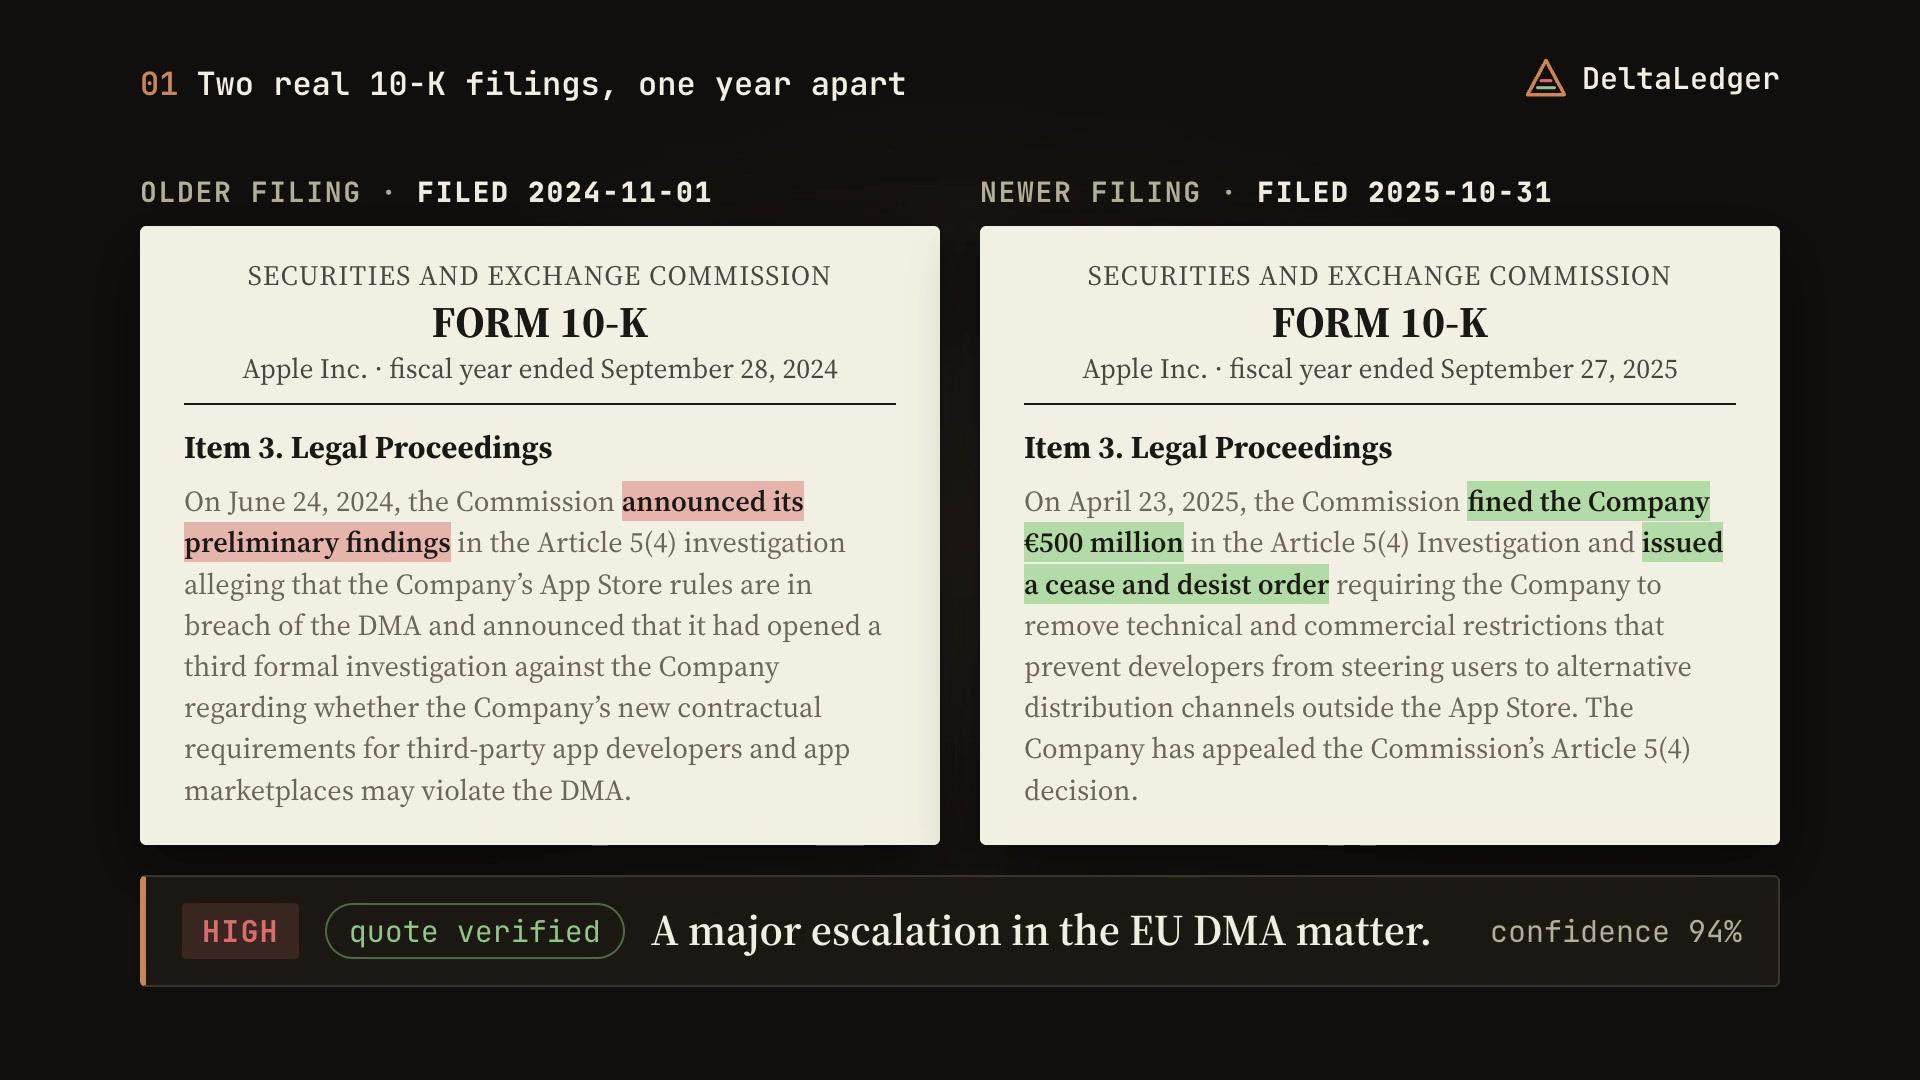 01 Two real 10-K filings, one year apart
DeltaLedger
OLDER FILING · FILED 2024-11-01
SECURITIES AND EXCHANGE COMMISSION
FORM 10-K
Apple Inc. · fiscal year ended September 28, 2024
Item 3. Legal Proceedings
On June 24, 2024, the Commission announced its
preliminary findings in the Article 5(4) investigation
alleging that the Company’s App Store rules are in
breach of the DMA and announced that it had opened a
third formal investigation against the Company
regarding whether the Company’s new contractual
requirements for third-party app developers and app
marketplaces may violate the DMA.
NEWER FILING · FILED 2025-10-31
SECURITIES AND EXCHANGE COMMISSION
FORM 10-K
Apple Inc. · fiscal year ended September 27, 2025
Item 3. Legal Proceedings
On April 23, 2025, the Commission fined the Company
€500 million in the Article 5(4) Investigation and issued
a cease and desist order requiring the Company to
remove technical and commercial restrictions that
prevent developers from steering users to alternative
distribution channels outside the App Store. The
Company has appealed the Commission’s Article 5(4)
decision.
HIGH quote verified A major escalation in the EU DMA matter. confidence 94%